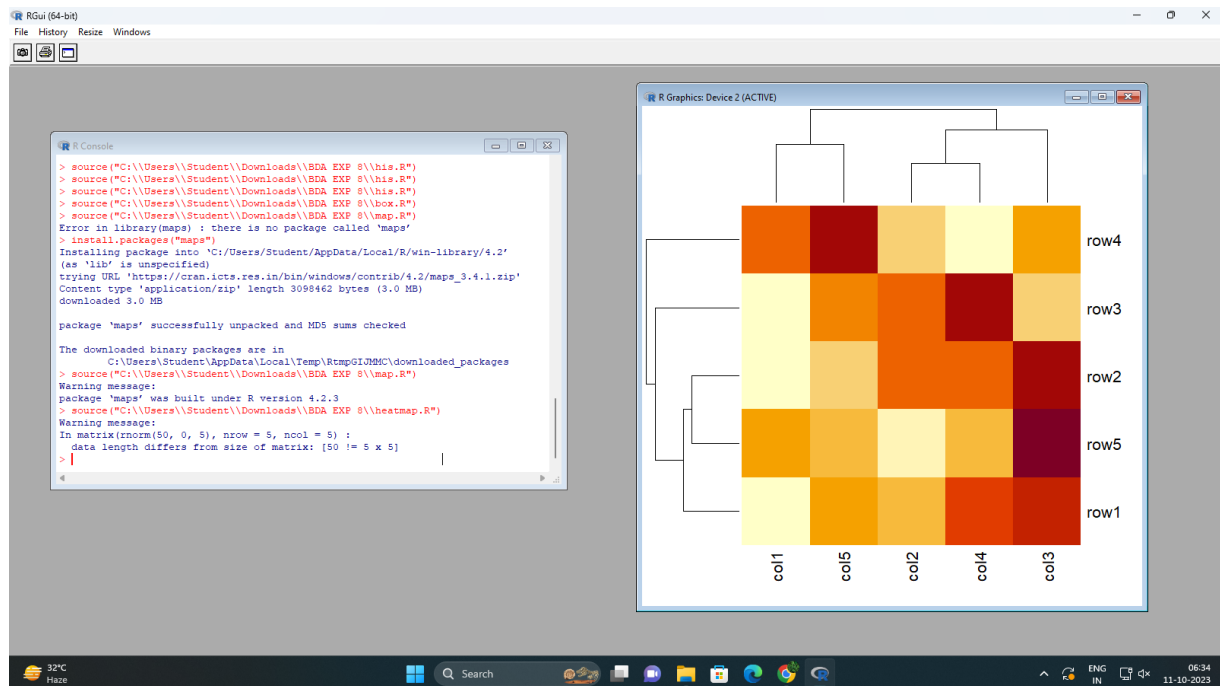 RGui (64-bit)
File History Resize Windows
R Console
> source("C:\\Users\\Student\\Downloads\\BDA EXP 8\\his.R")
> source("C:\\Users\\Student\\Downloads\\BDA EXP 8\\his.R")
> source("C:\\Users\\Student\\Downloads\\BDA EXP 8\\his.R")
> source("C:\\Users\\Student\\Downloads\\BDA EXP 8\\box.R")
> source("C:\\Users\\Student\\Downloads\\BDA EXP 8\\map.R")
Error in library(maps) : there is no package called ‘maps’
> install.packages("maps")
Installing package into ‘C:/Users/Student/AppData/Local/R/win-library/4.2’
(as ‘lib’ is unspecified)
trying URL 'https://cran.icts.res.in/bin/windows/contrib/4.2/maps_3.4.1.zip'
Content type 'application/zip' length 3098462 bytes (3.0 MB)
downloaded 3.0 MB
package ‘maps’ successfully unpacked and MD5 sums checked
The downloaded binary packages are in
C:\Users\Student\AppData\Local\Temp\RtmpGIJMMC\downloaded_packages
> source("C:\\Users\\Student\\Downloads\\BDA EXP 8\\map.R")
Warning message:
package ‘maps’ was built under R version 4.2.3
> source("C:\\Users\\Student\\Downloads\\BDA EXP 8\\heatmap.R")
Warning message:
In matrix(rnorm(50, 0, 5), nrow = 5, ncol = 5) :
data length differs from size of matrix: [50 != 5 x 5]
>
R Graphics: Device 2 (ACTIVE)
row4
row3
row2
row5
row1
col1
col5
col2
col4
col3
32°C
Haze
Search
ENG
IN
06:34
11-10-2023